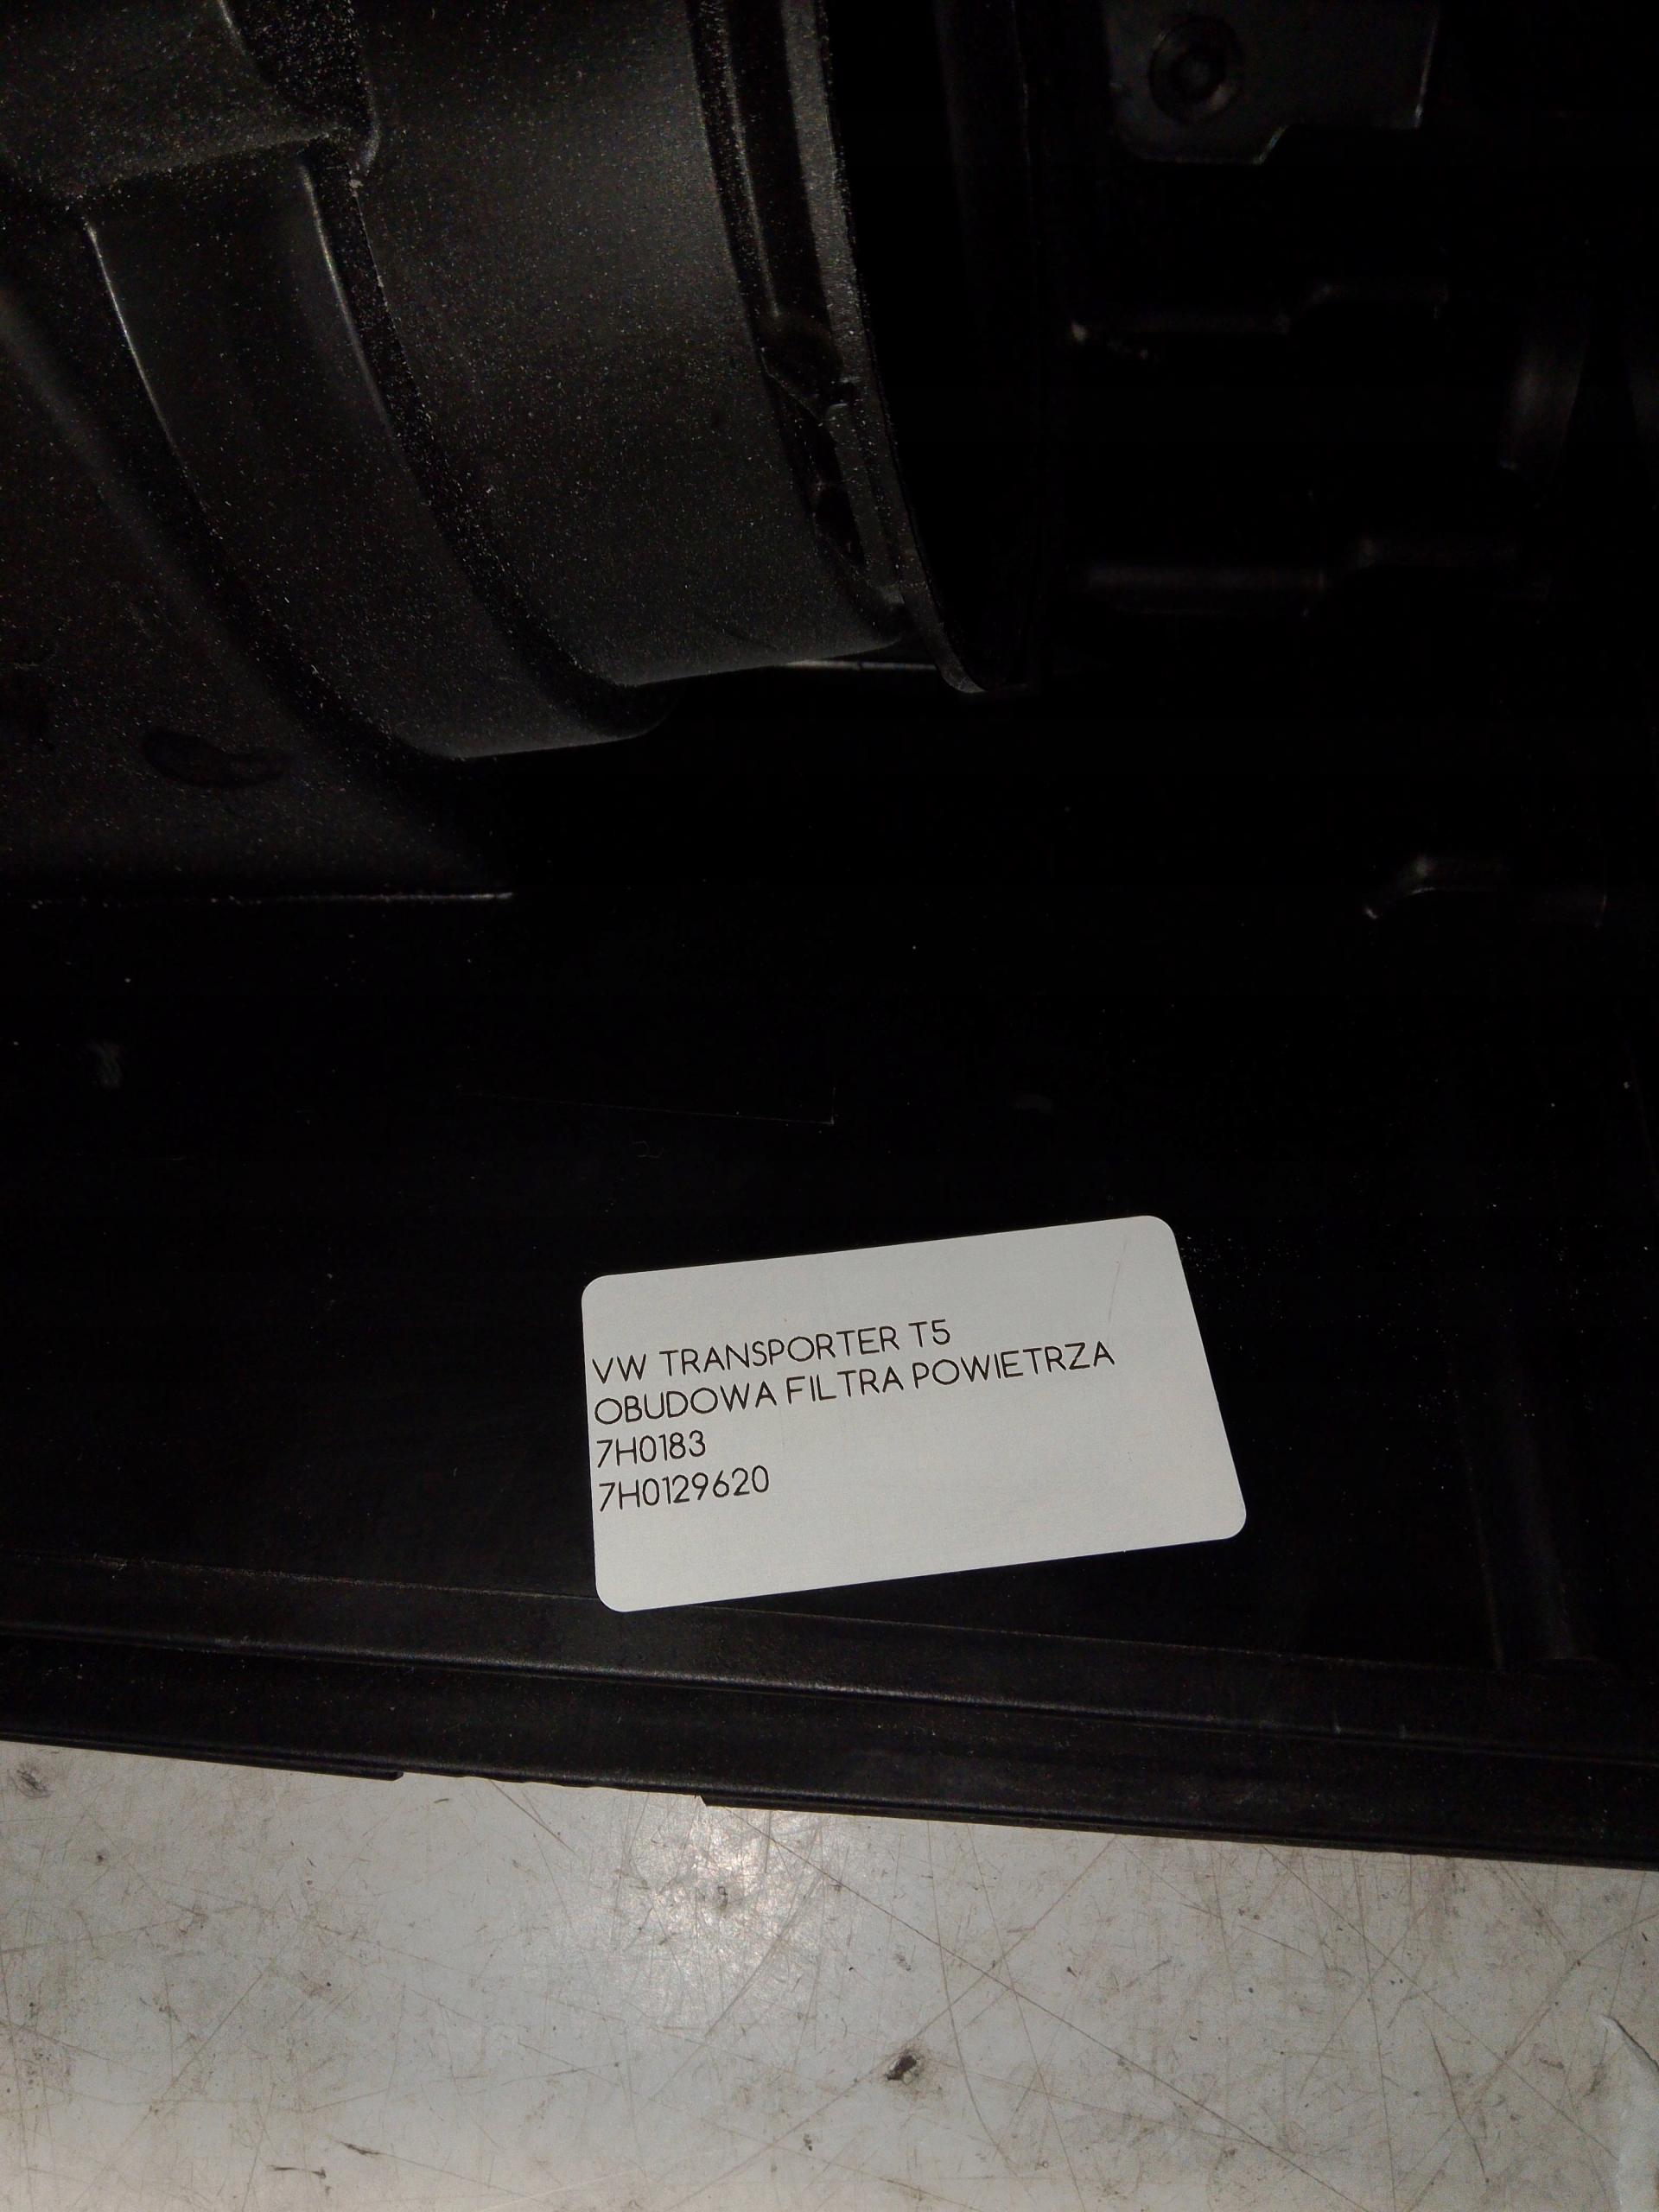 VW TRANSPORTER T5
OBUDOWA FILTRA POWIETRZA
7H0183
7H0129620